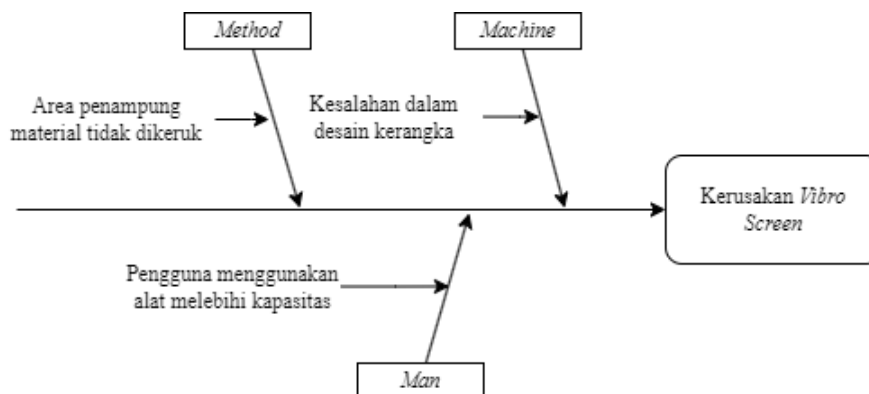 Method
Machine
Area penampung
material tidak dikeruk
Kesalahan dalam
desain kerangka
Kerusakan Vibro
Screen
Pengguna menggunakan
alat melebihi kapasitas
Man